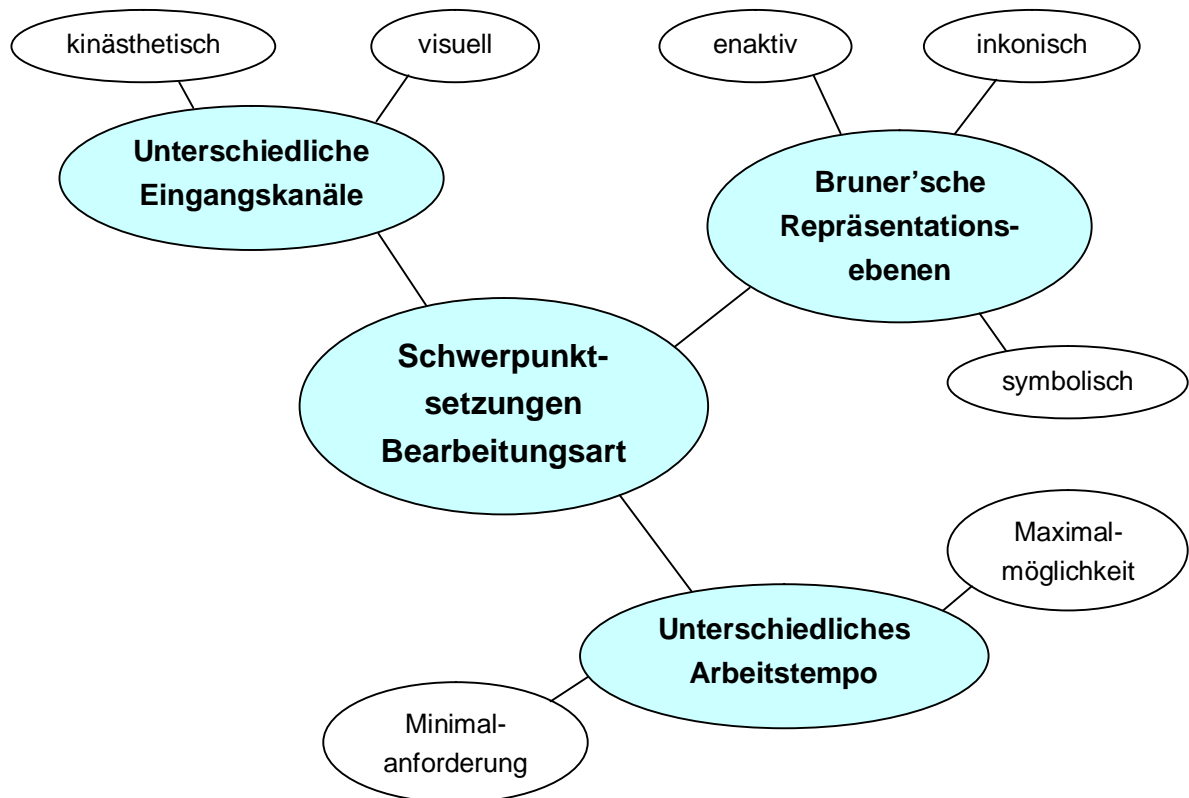 kinästhetisch
visuell
enaktiv
inkonisch
Unterschiedliche
Eingangskanäle
Bruner’sche
Repräsentations-
ebenen
Schwerpunkt-
setzungen
Bearbeitungsart
symbolisch
Maximal-
möglichkeit
Unterschiedliches
Arbeitstempo
Minimal-
anforderung